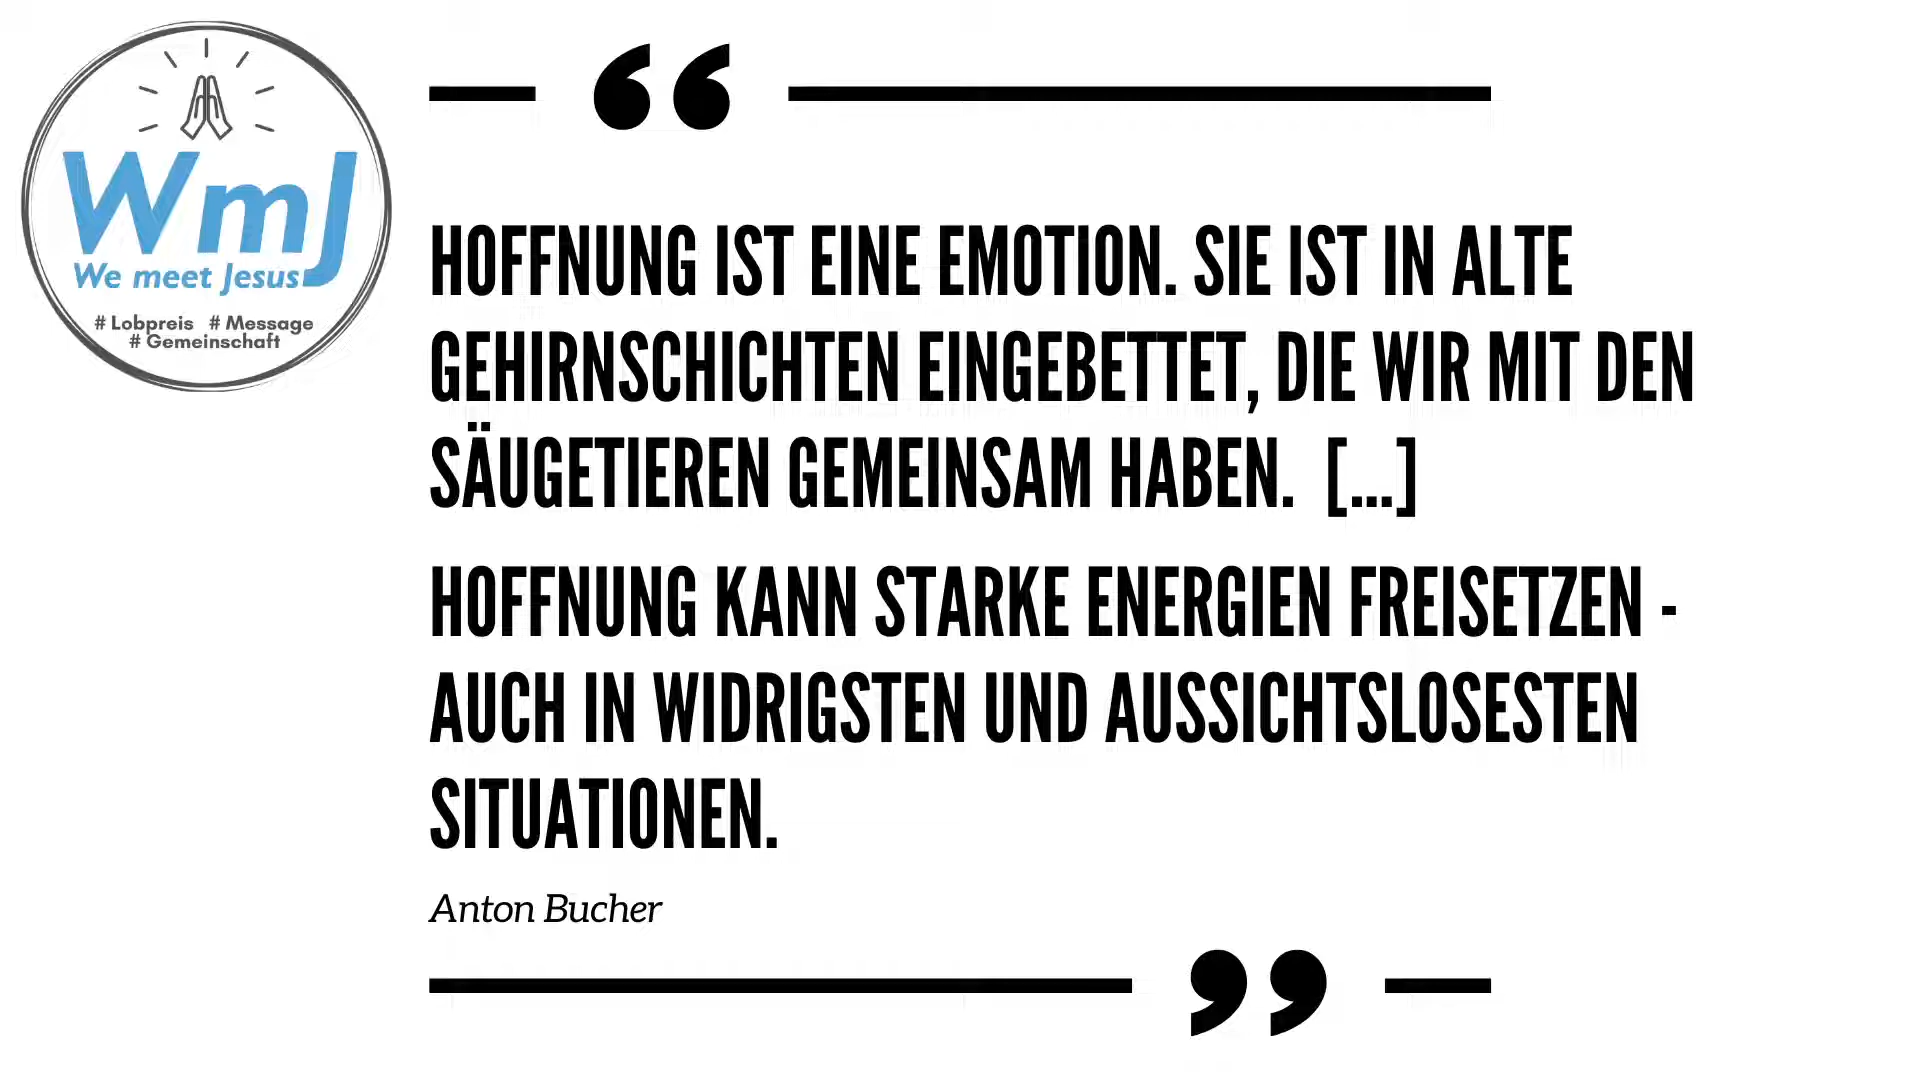 WmJ
We meet Jesus
# Lobpreis # Message
# Gemeinschaft
“
HOFFNUNG IST EINE EMOTION. SIE IST IN ALTE
GEHIRNSCHICHTEN EINGEBETTET, DIE WIR MIT DEN
SÄUGETIEREN GEMEINSAM HABEN. [...]
HOFFNUNG KANN STARKE ENERGIEN FREISETZEN -
AUCH IN WIDRIGSTEN UND AUSSICHTSLOSESTEN
SITUATIONEN.
Anton Bucher
”